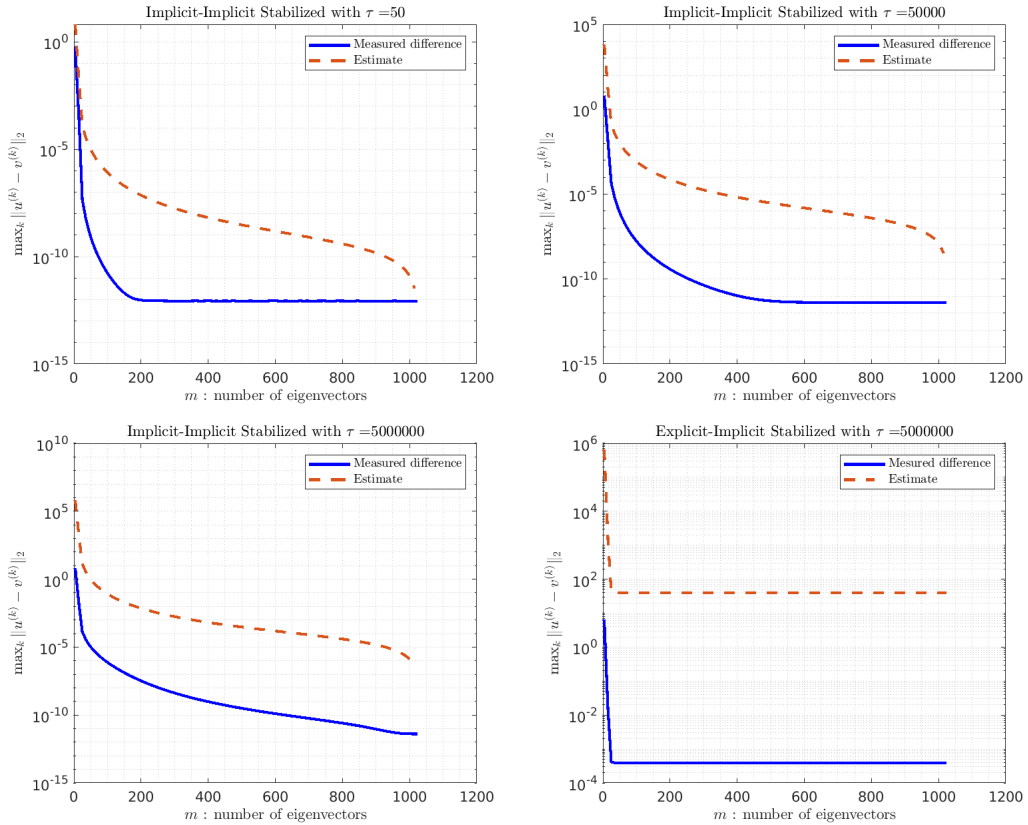 Implicit-Implicit Stabilized with τ =50
10^0
10^-5
10^-10
10^-15
max_k ||u^(k) − v^(k)||_2
Measured difference
Estimate
0 200 400 600 800 1000 1200
m : number of eigenvectors
Implicit-Implicit Stabilized with τ =50000
10^5
10^0
10^-5
10^-10
10^-15
max_k ||u^(k) − v^(k)||_2
Measured difference
Estimate
0 200 400 600 800 1000 1200
m : number of eigenvectors
Implicit-Implicit Stabilized with τ =5000000
10^10
10^5
10^0
10^-5
10^-10
10^-15
max_k ||u^(k) − v^(k)||_2
Measured difference
Estimate
0 200 400 600 800 1000 1200
m : number of eigenvectors
Explicit-Implicit Stabilized with τ =5000000
10^6
10^4
10^2
10^0
10^-2
10^-4
max_k ||u^(k) − v^(k)||_2
Mesured difference
Estimate
0 200 400 600 800 1000 1200
m : number of eigenvectors